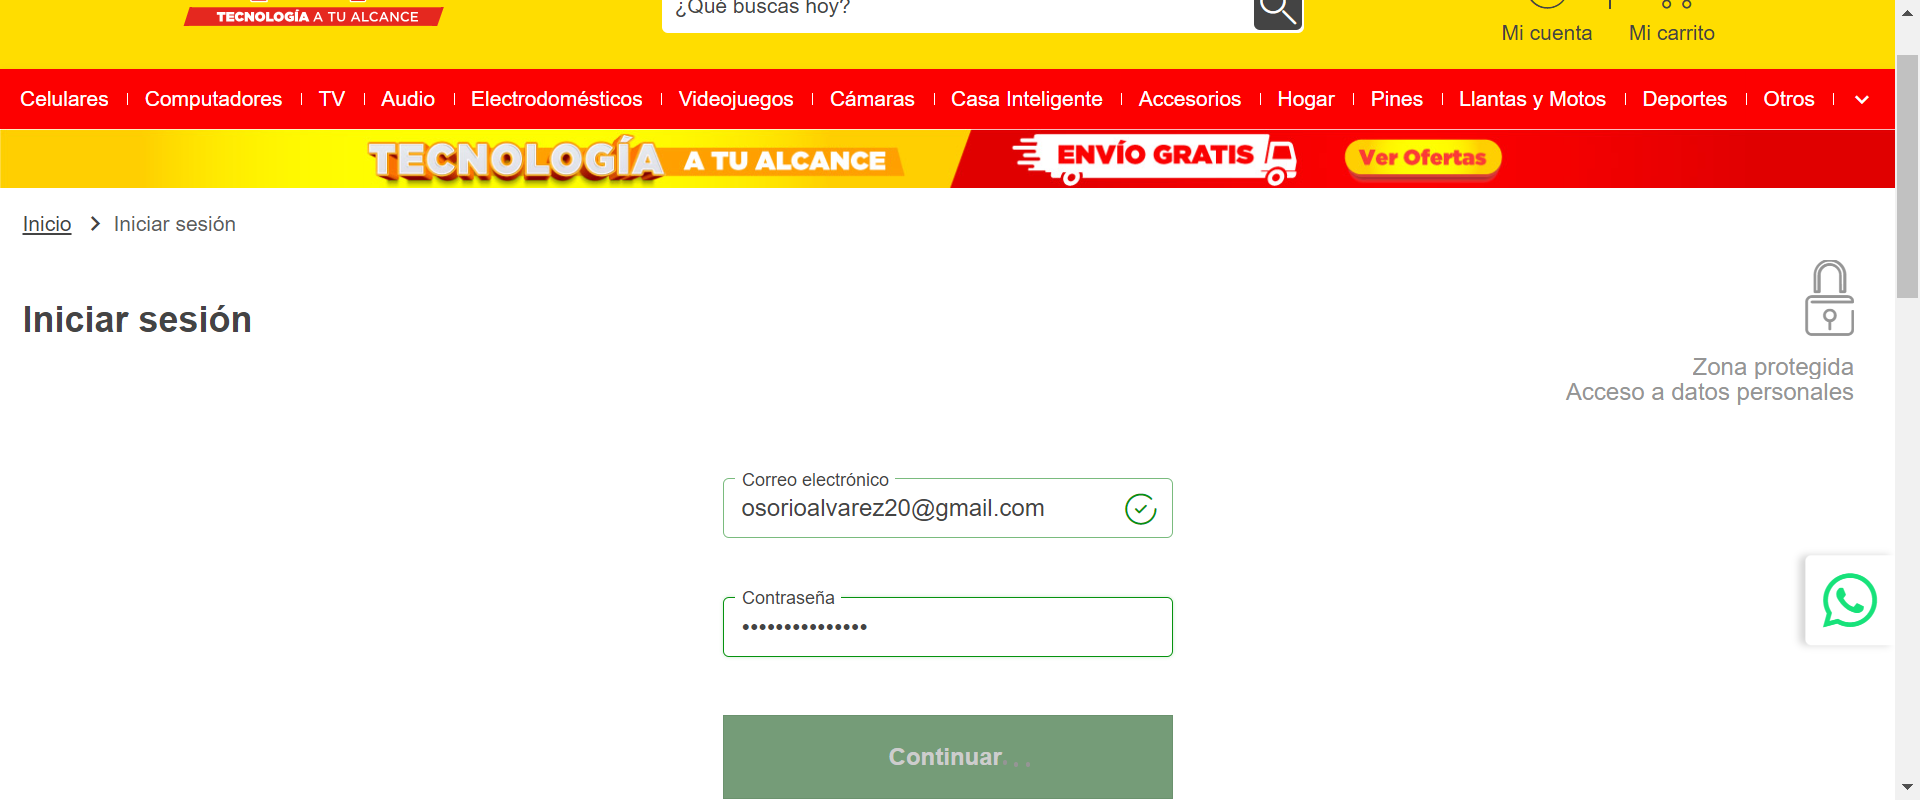 TECNOLOGÍA A TU ALCANCE
¿Qué buscas hoy?
Mi cuenta
Mi carrito
Celulares
Computadores
TV
Audio
Electrodomésticos
Videojuegos
Cámaras
Casa Inteligente
Accesorios
Hogar
Pines
Llantas y Motos
Deportes
Otros
TECNOLOGÍA A TU ALCANCE
ENVÍO GRATIS
Ver Ofertas
Inicio
Iniciar sesión
Iniciar sesión
Zona protegida
Acceso a datos personales
Correo electrónico
osorioalvarez20@gmail.com
Contraseña
•••••••••••••••
Continuar...